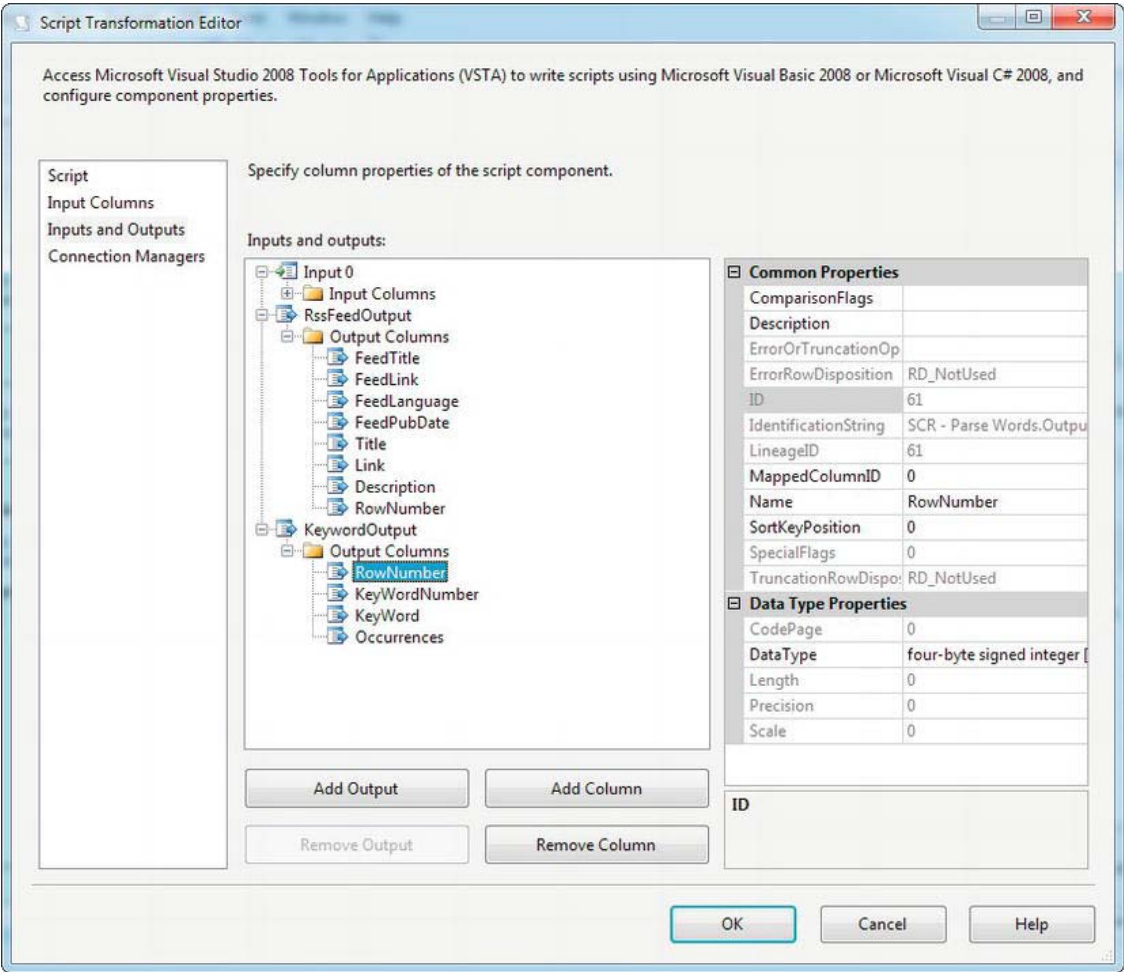 Script Transformation Editor
Access Microsoft Visual Studio 2008 Tools for Applications (VSTA) to write scripts using Microsoft Visual Basic 2008 or Microsoft Visual C# 2008, and
configure component properties.
Script
Input Columns
Inputs and Outputs
Connection Managers
Specify column properties of the script component.
Inputs and outputs:
Input 0
Input Columns
RssFeedOutput
Output Columns
FeedTitle
FeedLink
FeedLanguage
FeedPubDate
Title
Link
Description
RowNumber
KeywordOutput
Output Columns
RowNumber
KeyWordNumber
KeyWord
Occurrences
Add Output
Add Column
Remove Output
Remove Column
Common Properties
ComparisonFlags
Description
ErrorOrTruncationOp
ErrorRowDisposition RD_NotUsed
ID 61
IdentificationString SCR - Parse Words.Outpu
LineageID 61
MappedColumnID 0
Name RowNumber
SortKeyPosition 0
SpecialFlags 0
TruncationRowDispo: RD_NotUsed
Data Type Properties
CodePage 0
DataType four-byte signed integer [
Length 0
Precision 0
Scale 0
ID
OK
Cancel
Help